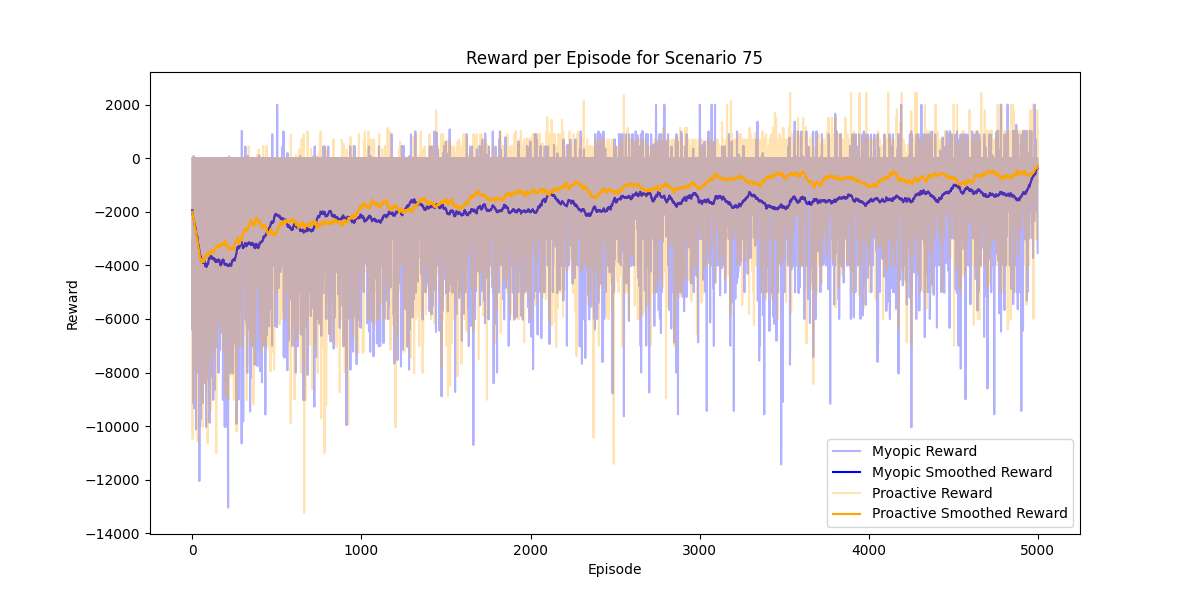 Reward per Episode for Scenario 75
2000
0
−2000
−4000
−6000
−8000
−10000
−12000
−14000
Reward
0 1000 2000 3000 4000 5000
Episode
Myopic Reward
Myopic Smoothed Reward
Proactive Reward
Proactive Smoothed Reward